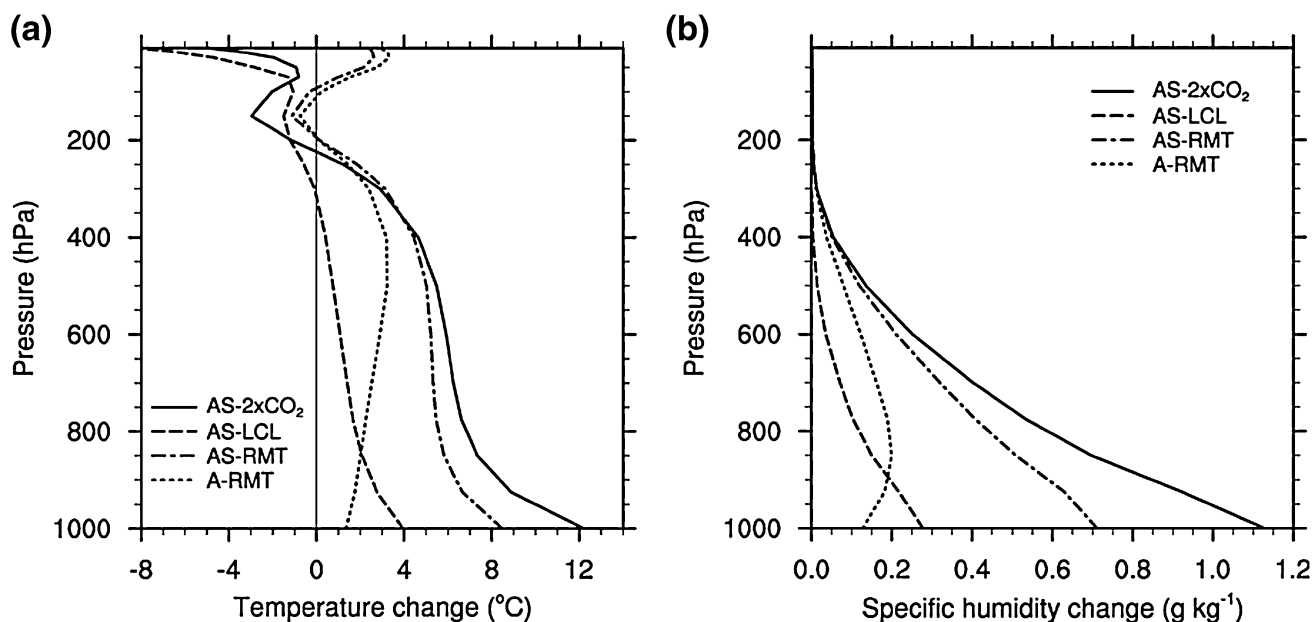 (a)
200
400
600
800
1000
Pressure (hPa)
AS-2xCO₂
AS-LCL
AS-RMT
A-RMT
-8
-4
0
4
8
12
Temperature change (°C)
(b)
200
400
600
800
1000
Pressure (hPa)
AS-2xCO₂
AS-LCL
AS-RMT
A-RMT
0.0
0.2
0.4
0.6
0.8
1.0
1.2
Specific humidity change (g kg⁻¹)